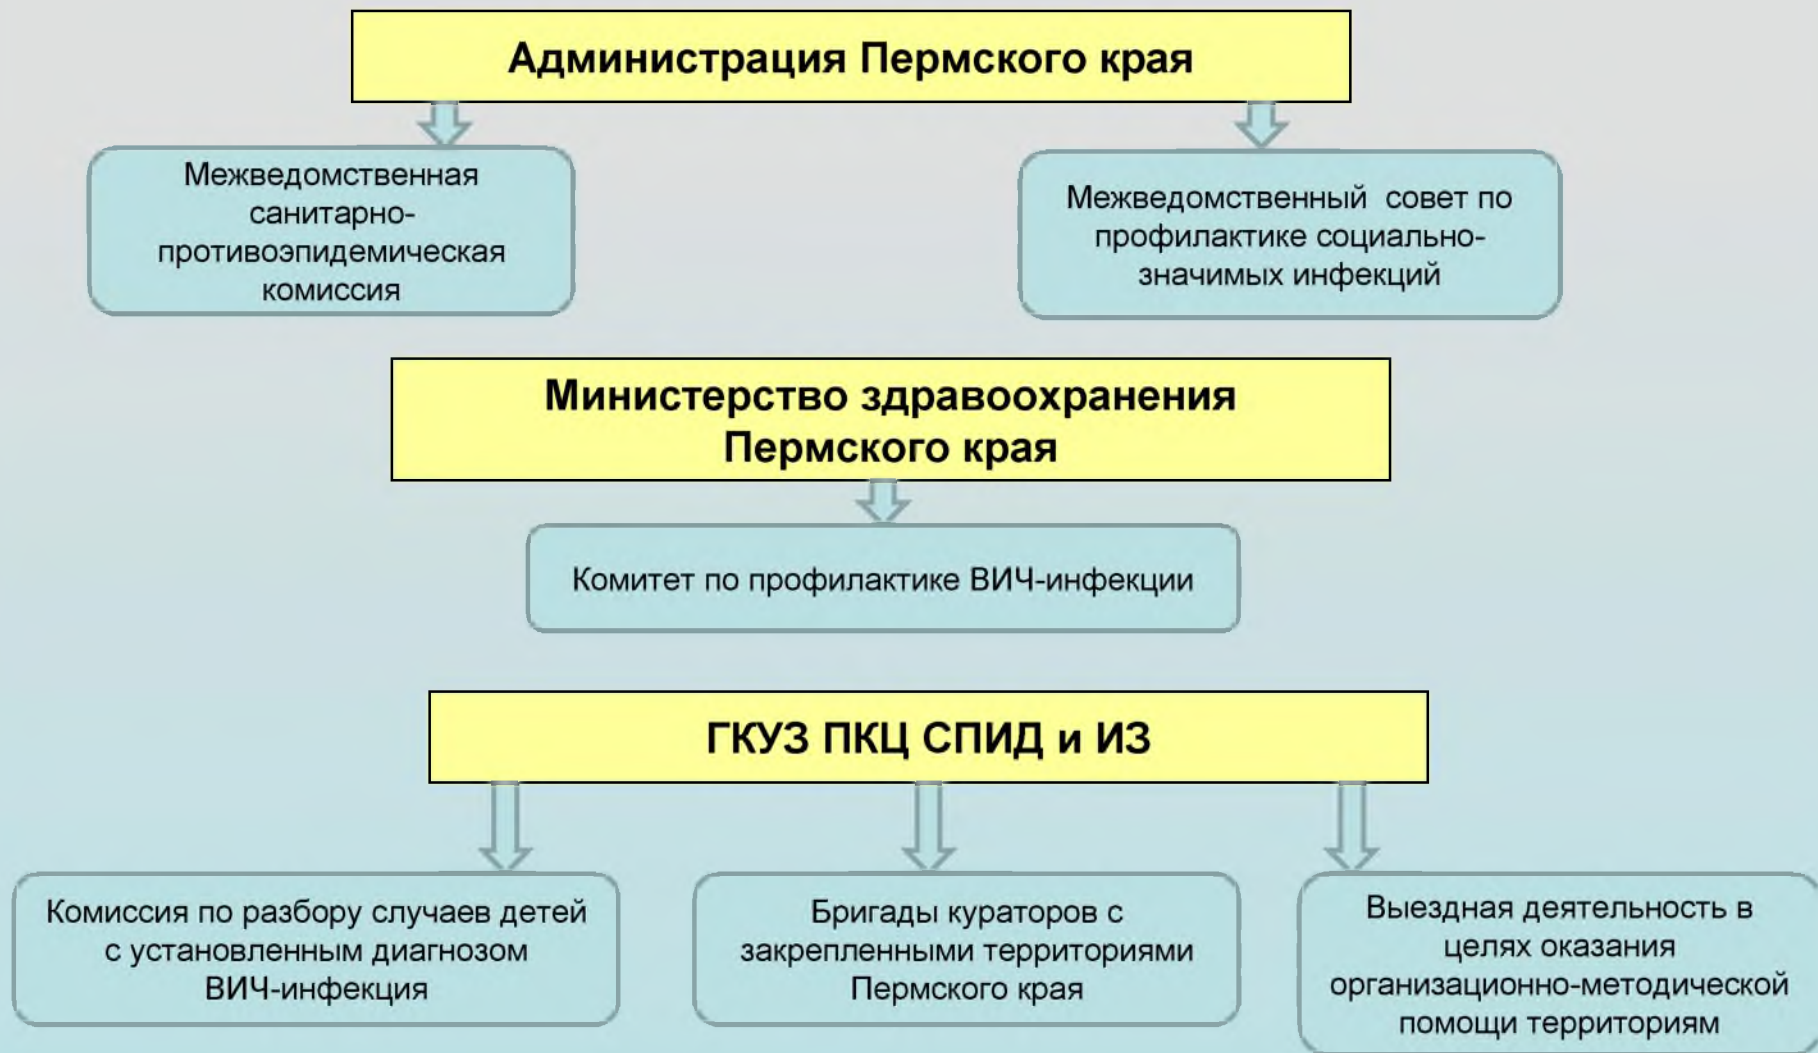 Администрация Пермского края
Межведомственная
санитарно-
противоэпидемическая
комиссия
Межведомственный совет по
профилактике социально-
значимых инфекций
Министерство здравоохранения
Пермского края
Комитет по профилактике ВИЧ-инфекции
ГКУЗ ПКЦ СПИД и ИЗ
Комиссия по разбору случаев детей
с установленным диагнозом
ВИЧ-инфекция
Бригады кураторов с
закрепленными территориями
Пермского края
Выездная деятельность в
целях оказания
организационно-методической
помощи территориям